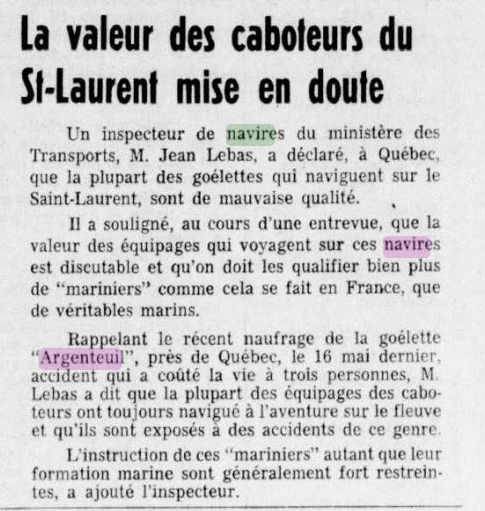 La valeur des caboteurs du
St-Laurent mise en doute
Un inspecteur de navires du ministère des
Transports, M. Jean Lebas, a déclaré, à Québec,
que la plupart des goélettes qui naviguent sur le
Saint-Laurent, sont de mauvaise qualité.
Il a souligné, au cours d'une entrevue, que la
valeur des équipages qui voyagent sur ces navires
est discutable et qu'on doit les qualifier bien plus
de "mariniers" comme cela se fait en France, que
de véritables marins.
Rappelant le récent naufrage de la goélette
"Argenteuil", près de Québec, le 16 mai dernier,
accident qui a coûté la vie à trois personnes, M.
Lebas a dit que la plupart des équipages des cabo-
teurs ont toujours navigué à l'aventure sur le fleuve
et qu'ils sont exposés à des accidents de ce genre.
L'instruction de ces "mariniers" autant que leur
formation marine sont généralement fort restrein-
tes, a ajouté l'inspecteur.